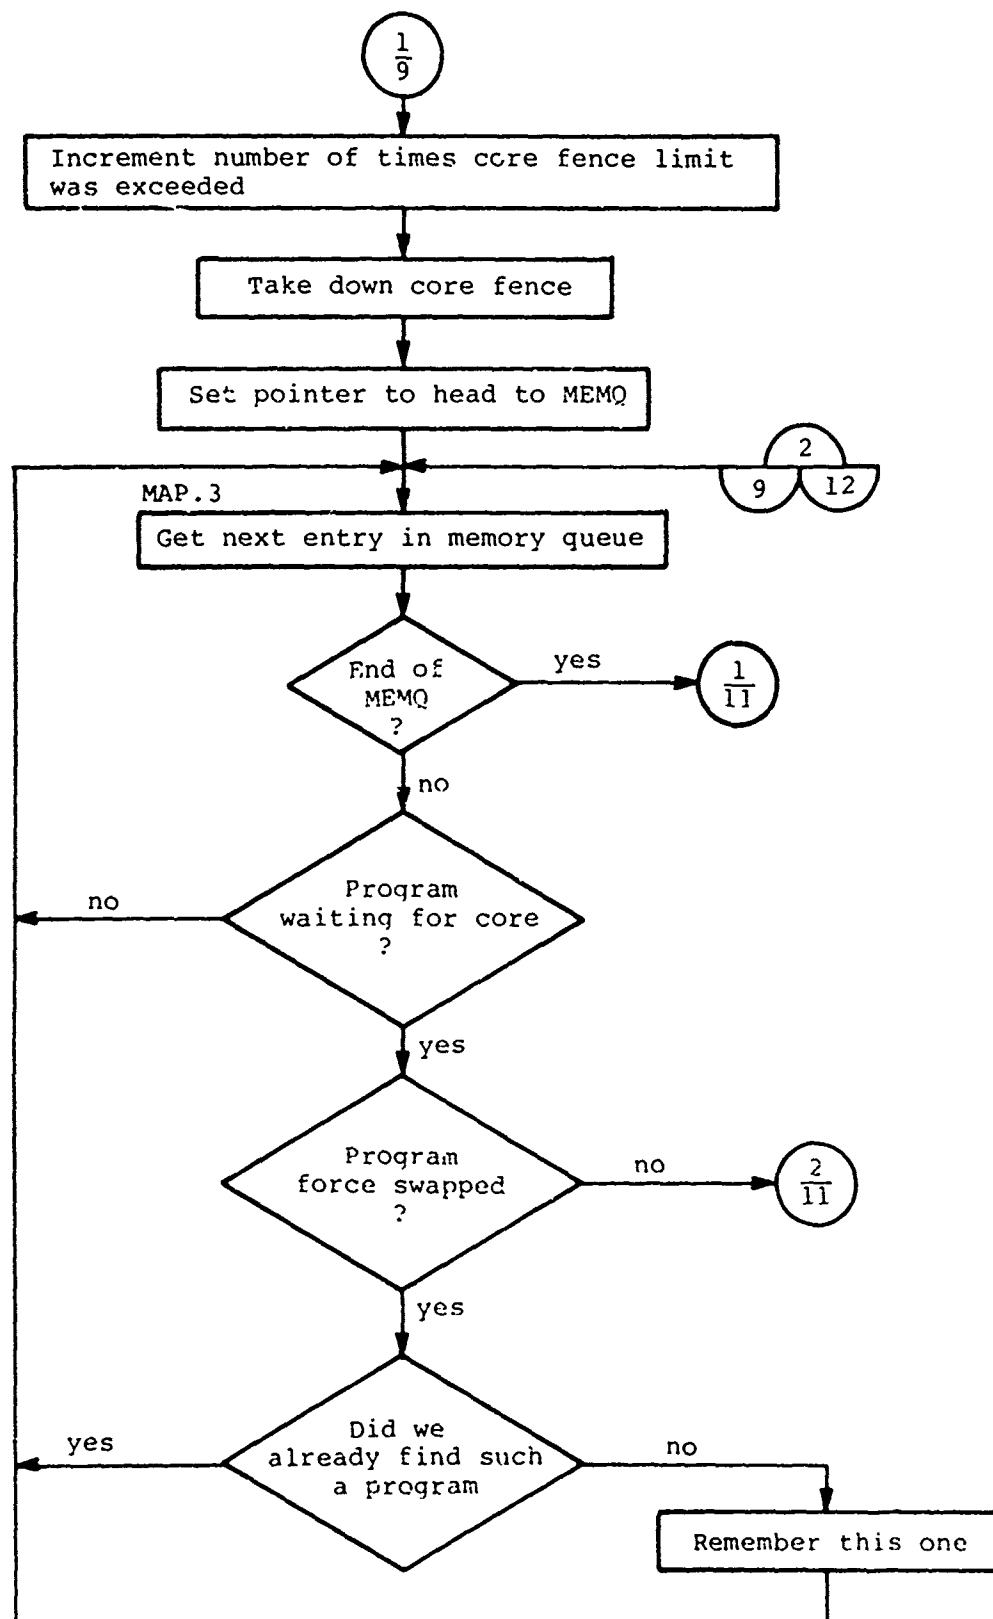 1
9
Increment number of times core fence limit
was exceeded
Take down core fence
Set pointer to head to MEMQ
2
9 12
MAP.3
Get next entry in memory queue
End of
MEMQ
?
yes
1
11
no
Program
waiting for core
?
no
yes
Program
force swapped
?
no
2
11
yes
Did we
already find such
a program
yes
no
Remember this one